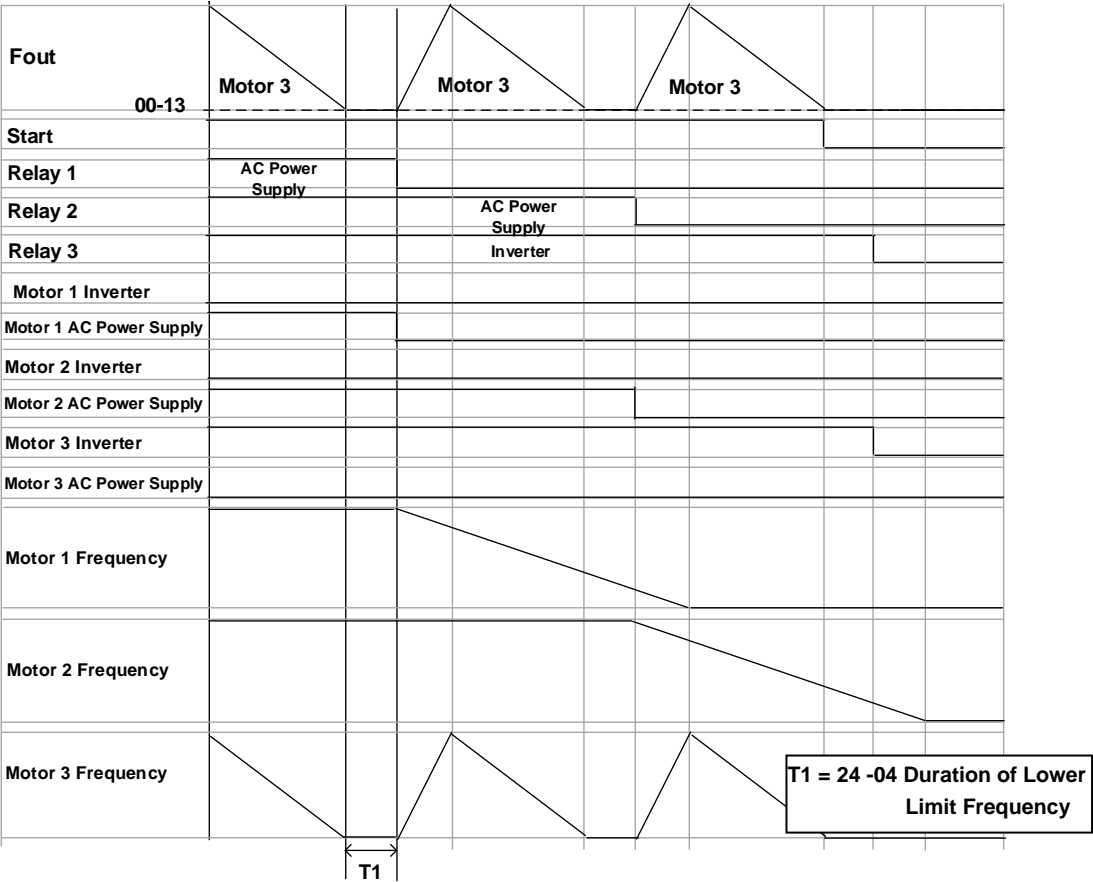 Fout
Motor 3
Motor 3
Motor 3
00-13
Start
Relay 1
AC Power
Supply
Relay 2
AC Power
Supply
Relay 3
Inverter
Motor 1 Inverter
Motor 1 AC Power Supply
Motor 2 Inverter
Motor 2 AC Power Supply
Motor 3 Inverter
Motor 3 AC Power Supply
Motor 1 Frequency
Motor 2 Frequency
Motor 3 Frequency
T1 = 24 -04 Duration of Lower
Limit Frequency
T1